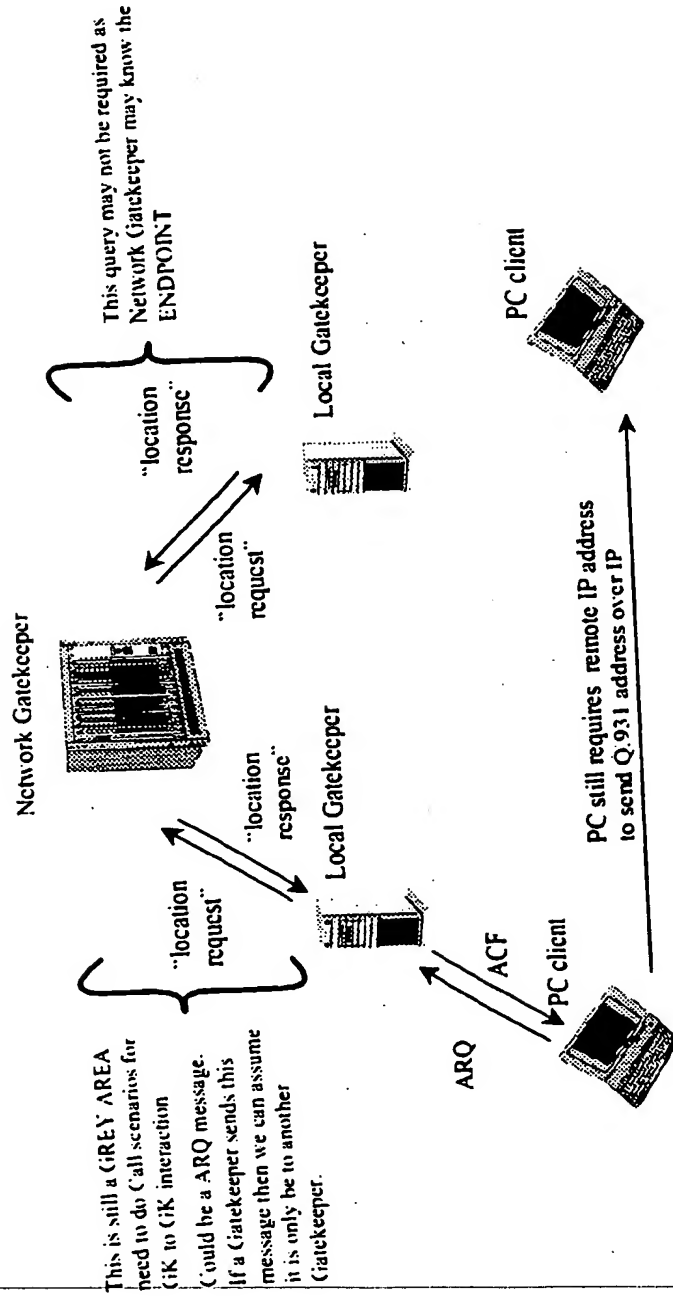 Network Gatekeeper
This is still a GREY AREA
need to do Call scenarios for
GK to GK interaction
Could be a ARQ message.
If a Gatekeeper sends this
message then we can assume
it is only be to another
Gatekeeper.
"location
request"
"location
response"
"location
request"
"location
response"
This query may not be required as
Network Gatekeeper may know the
ENDPOINT
Local Gatekeeper
Local Gatekeeper
ARQ
ACF
PC client
PC client
PC still requires remote IP address
to send Q.931 address over IP